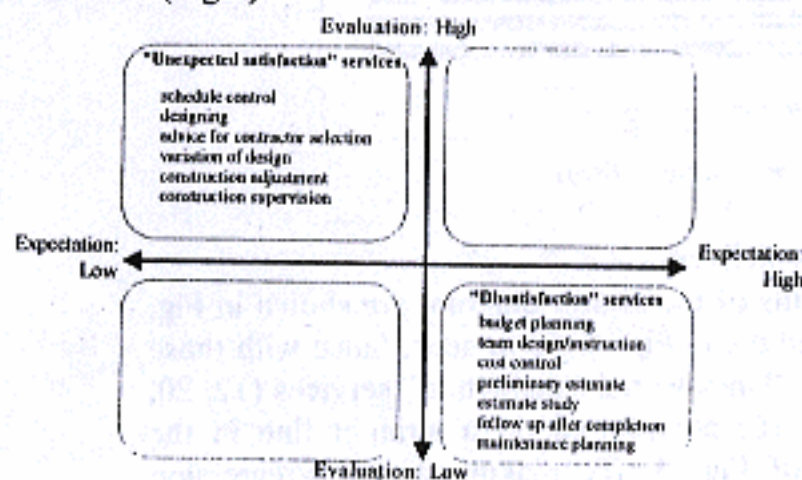 Evaluation: High
"Unexpected satisfaction" services
schedule control
designing
advice for contractor selection
variation of design
construction adjustment
construction supervision
Expectation:
Low
Expectation:
High
"Dissatisfaction" services
budget planning
team design/instruction
cost control
preliminary estimate
estimate study
follow up after completion
maintenance planning
Evaluation: Low